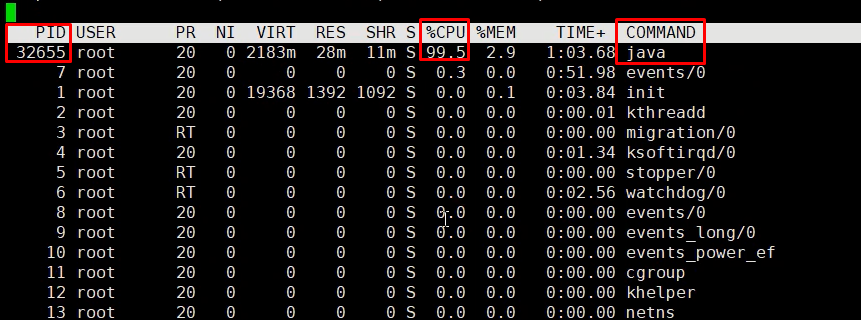 PID USER PR NI VIRT RES SHR S %CPU %MEM TIME+ COMMAND
32655 root 20 0 2183m 28m 11m S 99.5 2.9 1:03.68 java
7 root 20 0 0 0 0 S 0.3 0.0 0:51.98 events/0
1 root 20 0 19368 1392 1092 S 0.0 0.1 0:03.84 init
2 root 20 0 0 0 0 S 0.0 0.0 0:00.01 kthreadd
3 root RT 0 0 0 0 S 0.0 0.0 0:00.00 migration/0
4 root 20 0 0 0 0 S 0.0 0.0 0:01.34 ksoftirqd/0
5 root RT 0 0 0 0 S 0.0 0.0 0:00.00 stopper/0
6 root RT 0 0 0 0 S 0.0 0.0 0:02.56 watchdog/0
8 root 20 0 0 0 0 S 0.0 0.0 0:00.00 events/0
9 root 20 0 0 0 0 S 0.0 0.0 0:00.00 events_long/0
10 root 20 0 0 0 0 S 0.0 0.0 0:00.00 events_power_ef
11 root 20 0 0 0 0 S 0.0 0.0 0:00.00 cgroup
12 root 20 0 0 0 0 S 0.0 0.0 0:00.00 khelper
13 root 20 0 0 0 0 S 0.0 0.0 0:00.00 netns